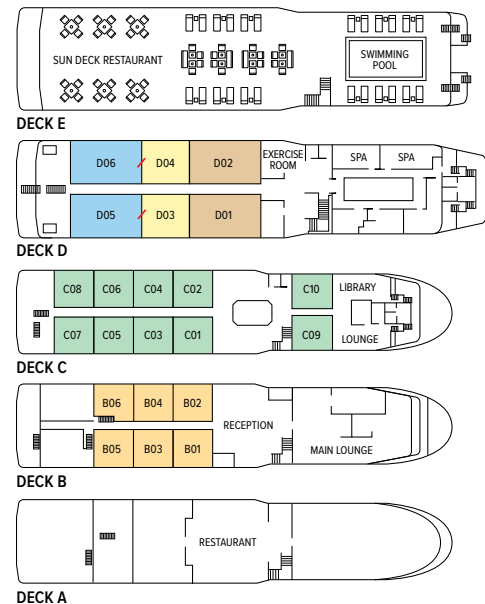 SUN DECK RESTAURANT
SWIMMING
POOL
DECK E
D06
D04
D02
EXERCISE
ROOM
SPA
SPA
D05
D03
D01
DECK D
C08
C06
C04
C02
C10
LIBRARY
C07
C05
C03
C01
C09
LOUNGE
DECK C
B06
B04
B02
RECEPTION
B05
B03
B01
MAIN LOUNGE
DECK B
RESTAURANT
DECK A